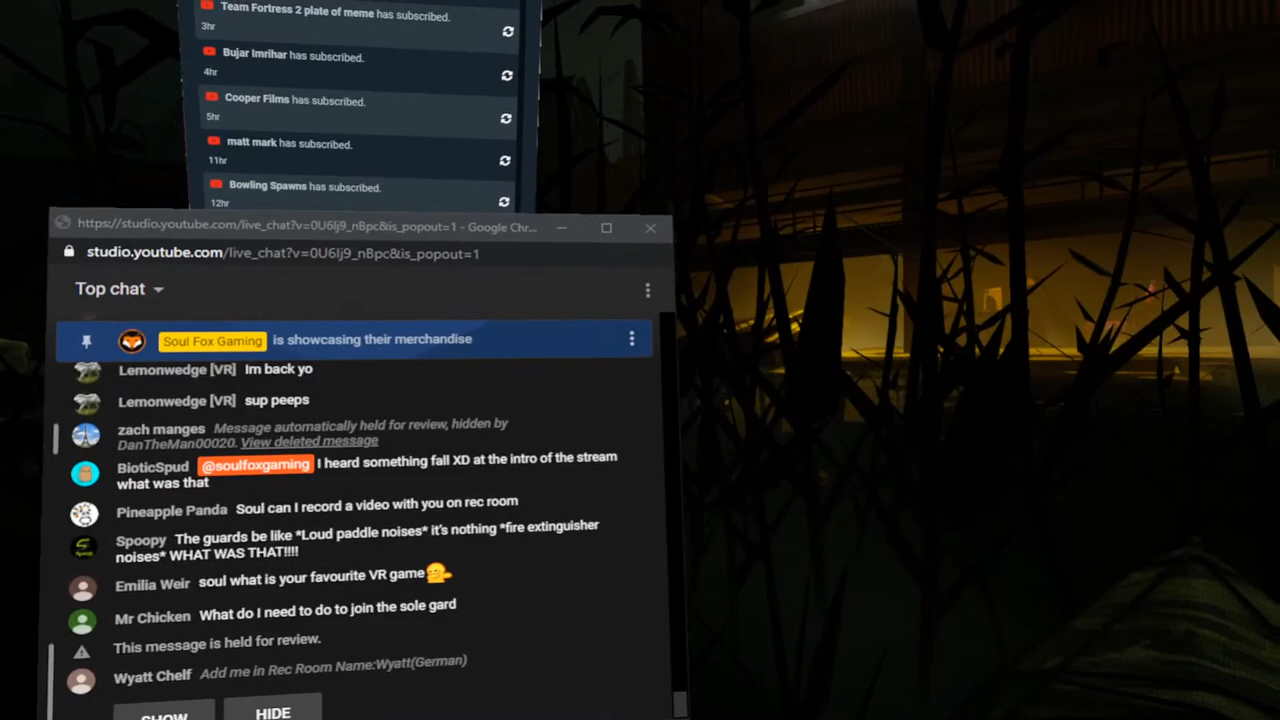 Team Fortress 2 plate of meme has subscribed.
3hr
Bujar Imrihar has subscribed.
4hr
Cooper Films has subscribed.
5hr
matt mark has subscribed.
11hr
Bowling Spawns has subscribed.
12hr
https://studio.youtube.com/live_chat?v=0U6lj9_nBpc&is_popout=1 - Google Chr...
studio.youtube.com/live_chat?v=0U6lj9_nBpc&is_popout=1
Top chat
Soul Fox Gaming is showcasing their merchandise
Lemonwedge [VR] Im back yo
Lemonwedge [VR] sup peeps
zach manges Message automatically held for review, hidden by
DanTheMan00020. View deleted message
BioticSpud @soulfoxgaming I heard something fall XD at the intro of the stream
what was that
Pineapple Panda Soul can I record a video with you on rec room
Spoopy The guards be like *Loud paddle noises* it's nothing *fire extinguisher
noises* WHAT WAS THAT!!!!
Emilia Weir soul what is your favourite VR game
Mr Chicken What do I need to do to join the sole gard
This message is held for review.
Wyatt Chelf Add me in Rec Room Name:Wyatt(German)
SHOW HIDE